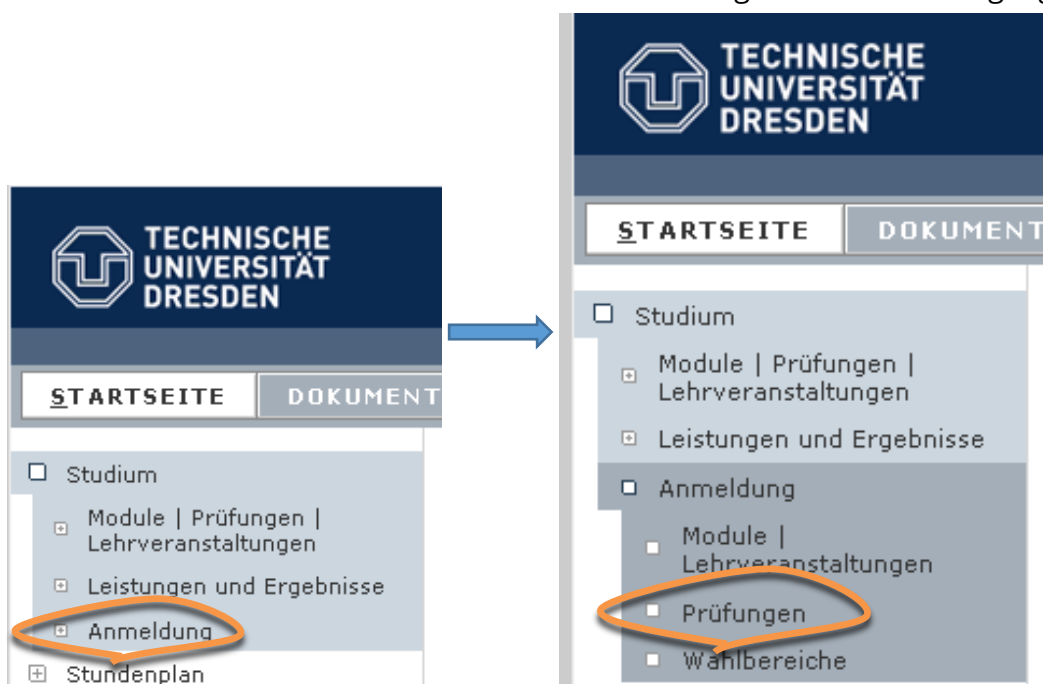 TECHNISCHE
UNIVERSITÄT
DRESDEN
STARTSEITE DOKUMENT
Studium
Module | Prüfungen |
Lehrveranstaltungen
Leistungen und Ergebnisse
Anmeldung
Stundenplan
TECHNISCHE
UNIVERSITÄT
DRESDEN
STARTSEITE DOKUMENT
Studium
Module | Prüfungen |
Lehrveranstaltungen
Leistungen und Ergebnisse
Anmeldung
Module |
Lehrveranstaltungen
Prüfungen
Wahlbereiche